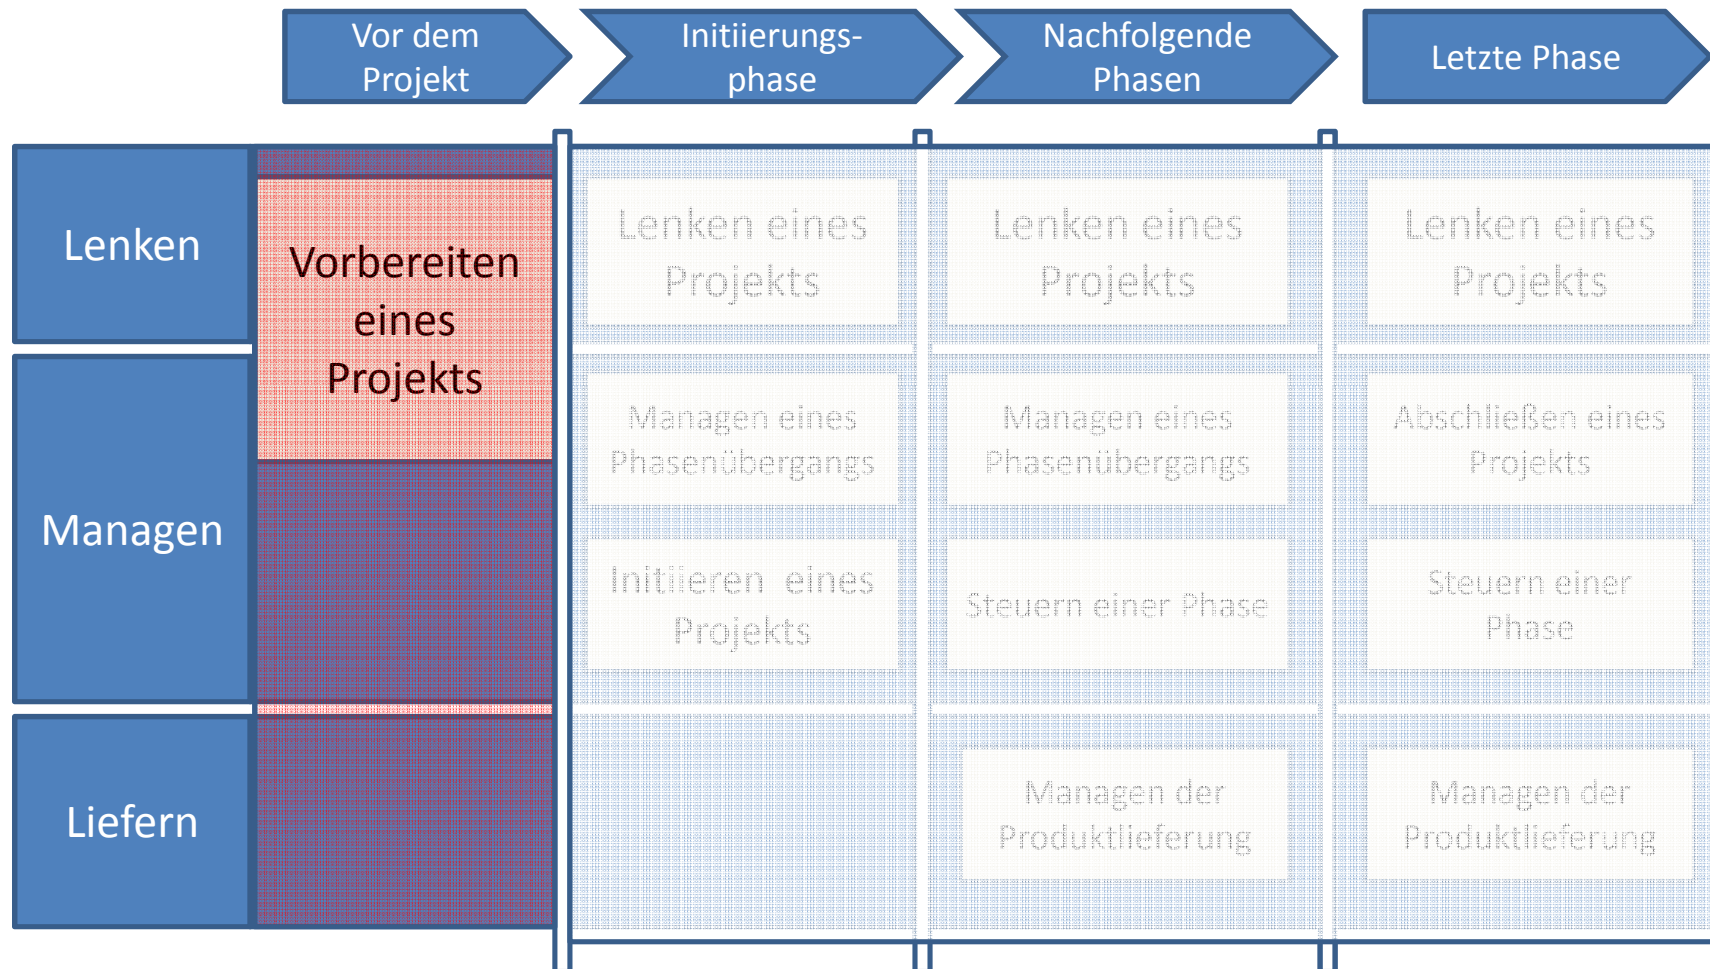 Vor dem
Projekt
Initiierungs-
phase
Nachfolgende
Phasen
Letzte Phase
Lenken
Vorbereiten
eines
Projekts
Lenken eines
Projekts
Lenken eines
Projekts
Lenken eines
Projekts
Managen
Managen eines
Phasenübergangs
Managen eines
Phasenübergangs
Abschließen eines
Projekts
Initiieren eines
Projekts
Steuern einer Phase
Steuern einer
Phase
Liefern
Managen der
Produktlieferung
Managen der
Produktlieferung